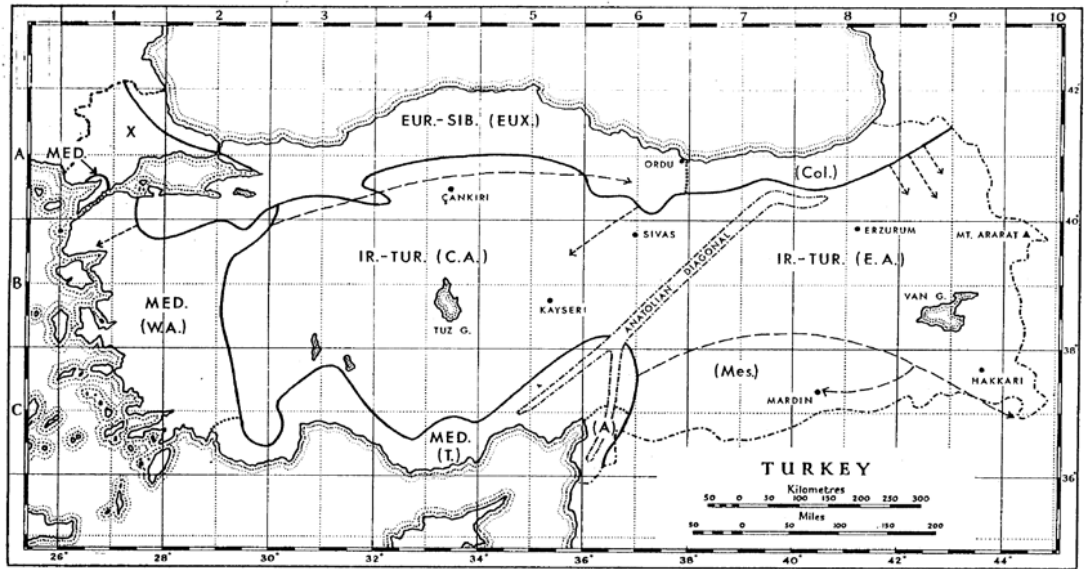 1 2 3 4 5 6 7 8 9 10
42°
EUR.-SIB. (EUX.)
X
A
MED.
ORDU
(Col.)
ÇANKIRI
40°
SIVAS
ERZURUM
MT. ARARAT
IR.-TUR. (C.A.)
IR.-TUR. (E.A.)
ANATOLIAN DIAGONAL
B
MED.
(W.A.)
KAYSERI
VAN G.
TUZ G.
38°
(Mes.)
HAKKARI
MARDIN
C
MED.
(T.)
(A)
TURKEY
36°
Kilometres
50 0 50 100 150 200 250 300
Miles
50 0 50 100 150 200
26° 28° 30° 32° 34° 36° 38° 40° 42° 44°